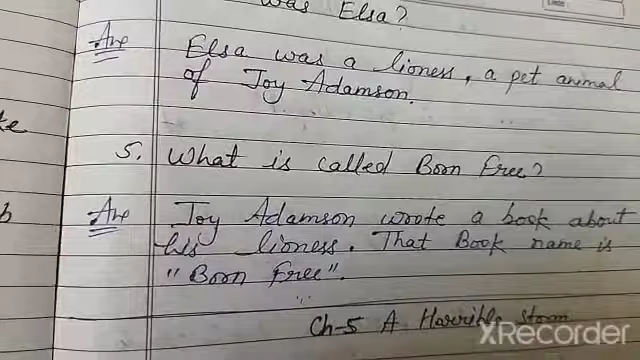 was Elsa?
Ans Elsa was a lioness, a pet animal
of Joy Adamson.
5. What is called Born Free?
Ans Joy Adamson wrote a book about
his lioness. That Book name is
"Born Free".
Ch-5 A Horrible Storm
XRecorder